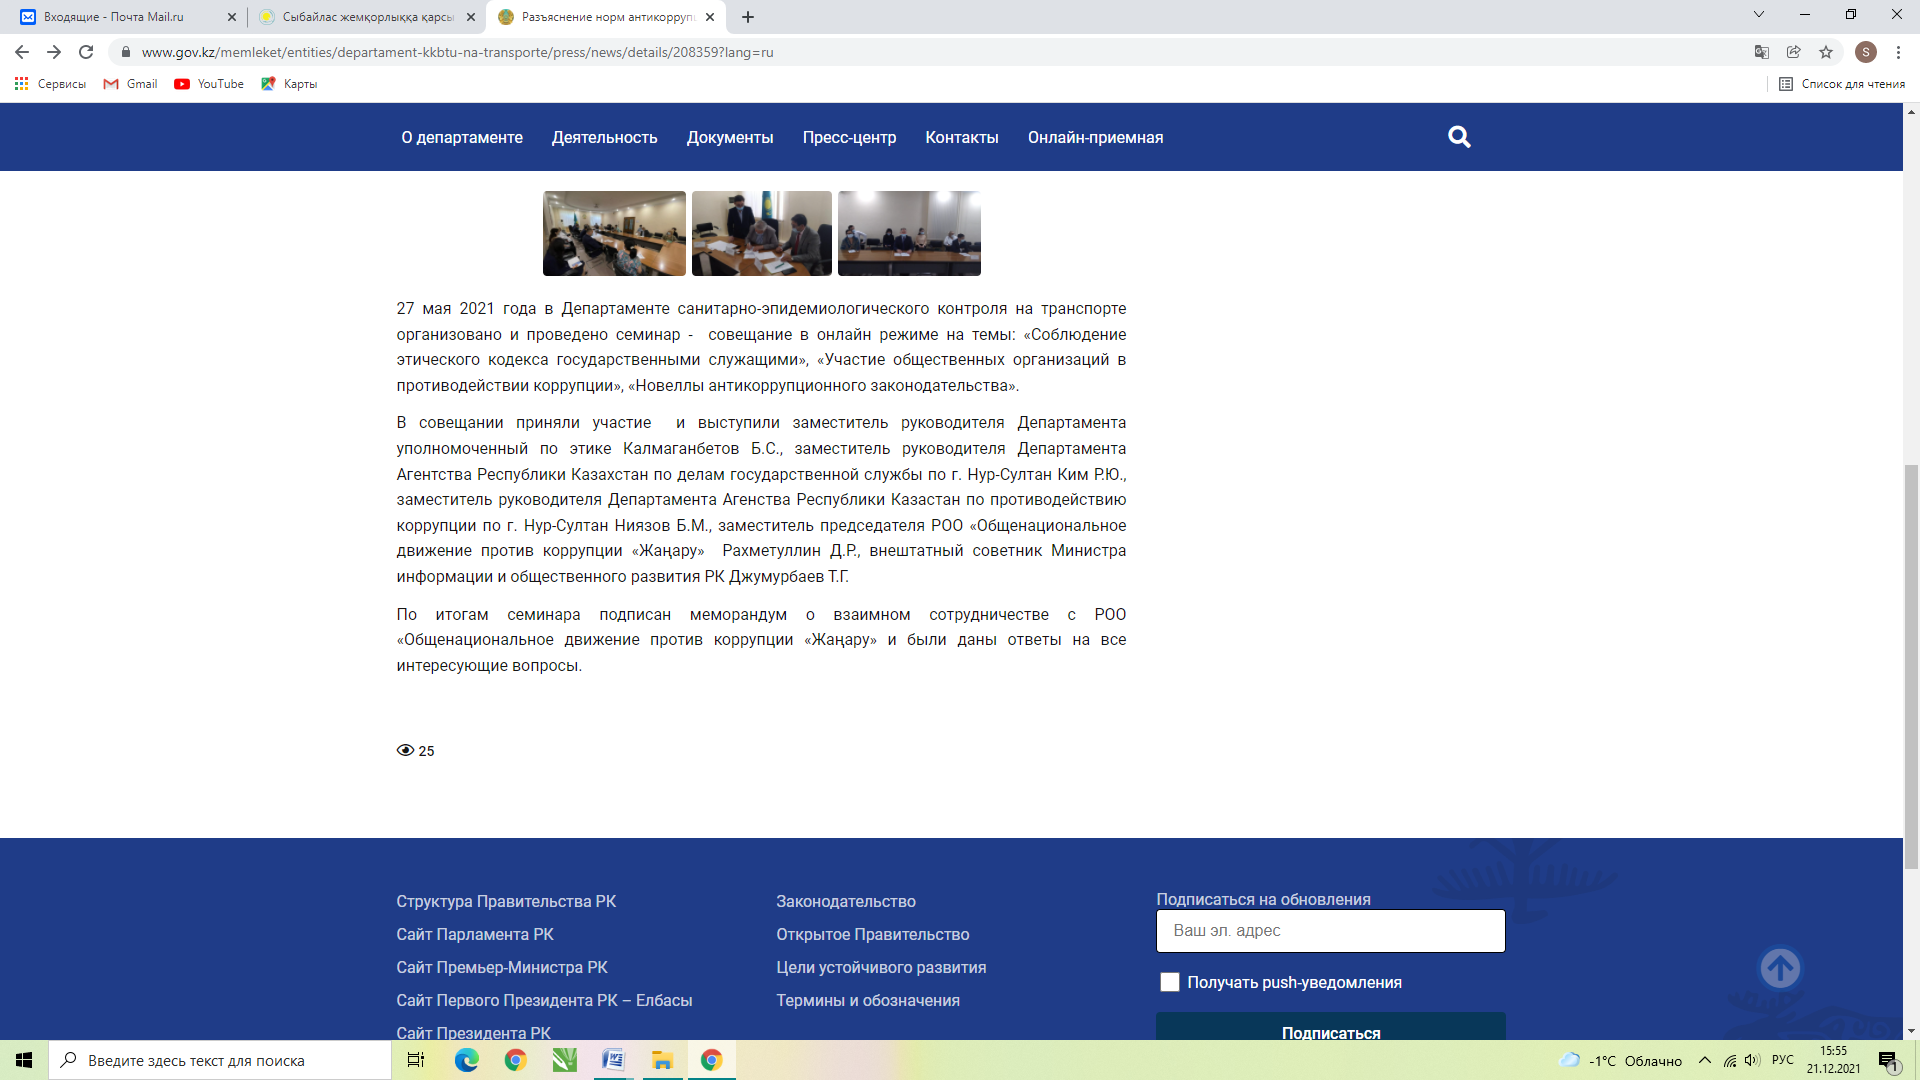 Входящие - Почта Mail.ru
Сыбайлас жемқорлыққа қарсы
Разъяснение норм антикорруп
www.gov.kz/memleket/entities/departament-kkbtu-na-transporte/press/news/details/208359?lang=ru
S
Сервисы
Gmail
YouTube
Карты
Список для чтения
О департаменте
Деятельность
Документы
Пресс-центр
Контакты
Онлайн-приемная
27 мая 2021 года в Департаменте санитарно-эпидемиологического контроля на транспорте
организовано и проведено семинар - совещание в онлайн режиме на темы: «Соблюдение
этического кодекса государственными служащими», «Участие общественных организаций в
противодействии коррупции», «Новеллы антикоррупционного законодательства».
В совещании приняли участие и выступили заместитель руководителя Департамента
уполномоченный по этике Калмаганбетов Б.С., заместитель руководителя Департамента
Агентства Республики Казахстан по делам государственной службы по г. Нур-Султан Ким Р.Ю.,
заместитель руководителя Департамента Агенства Республики Казастан по противодействию
коррупции по г. Нур-Султан Ниязов Б.М., заместитель председателя РОО «Общенациональное
движение против коррупции «Жаңару» Рахметуллин Д.Р., внештатный советник Министра
информации и общественного развития РК Джумурбаев Т.Г.
По итогам семинара подписан меморандум о взаимном сотрудничестве с РОО
«Общенациональное движение против коррупции «Жаңару» и были даны ответы на все
интересующие вопросы.
25
Структура Правительства РК
Сайт Парламента РК
Сайт Премьер-Министра РК
Сайт Первого Президента РК – Елбасы
Сайт Президента РК
Законодательство
Открытое Правительство
Цели устойчивого развития
Термины и обозначения
Подписаться на обновления
Ваш эл. адрес
Получать push-уведомления
Подписаться
Введите здесь текст для поиска
-1°C Облачно
РУС
15:55
21.12.2021
1